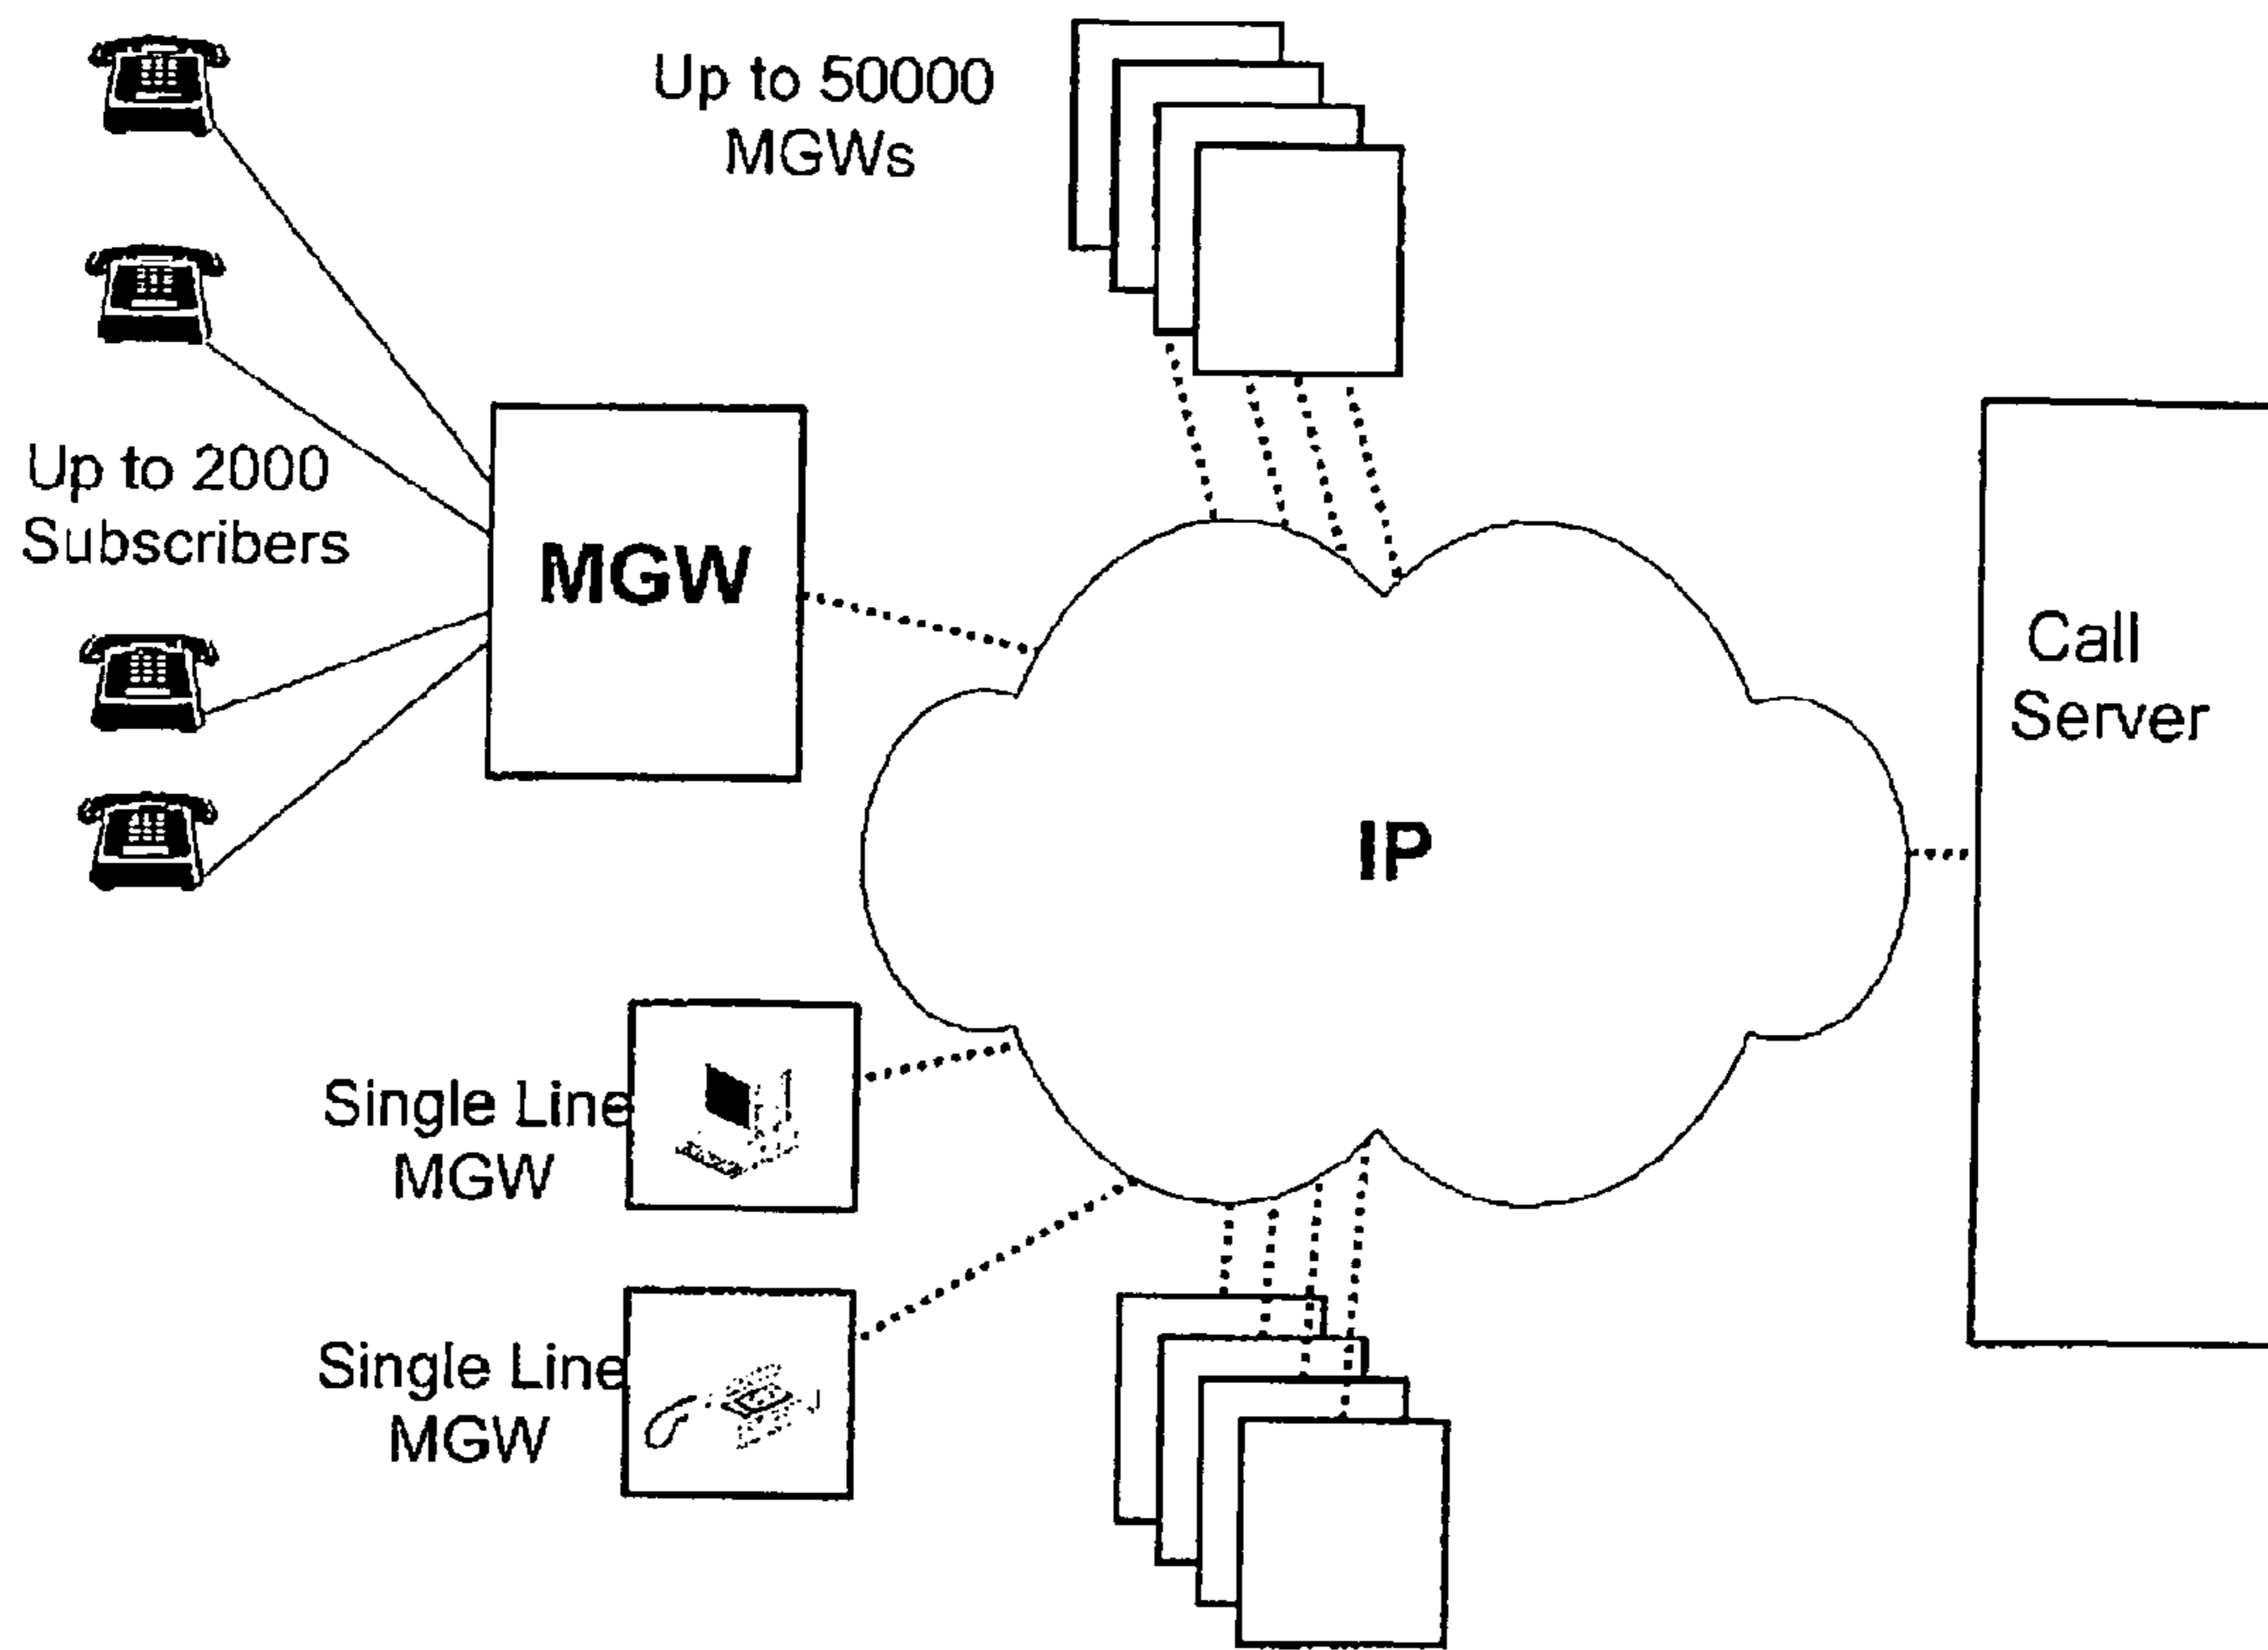 Up to 50000
MGWs
Up to 2000
Subscribers
MGW
Call
Server
IP
Single Line
MGW
Single Line
MGW